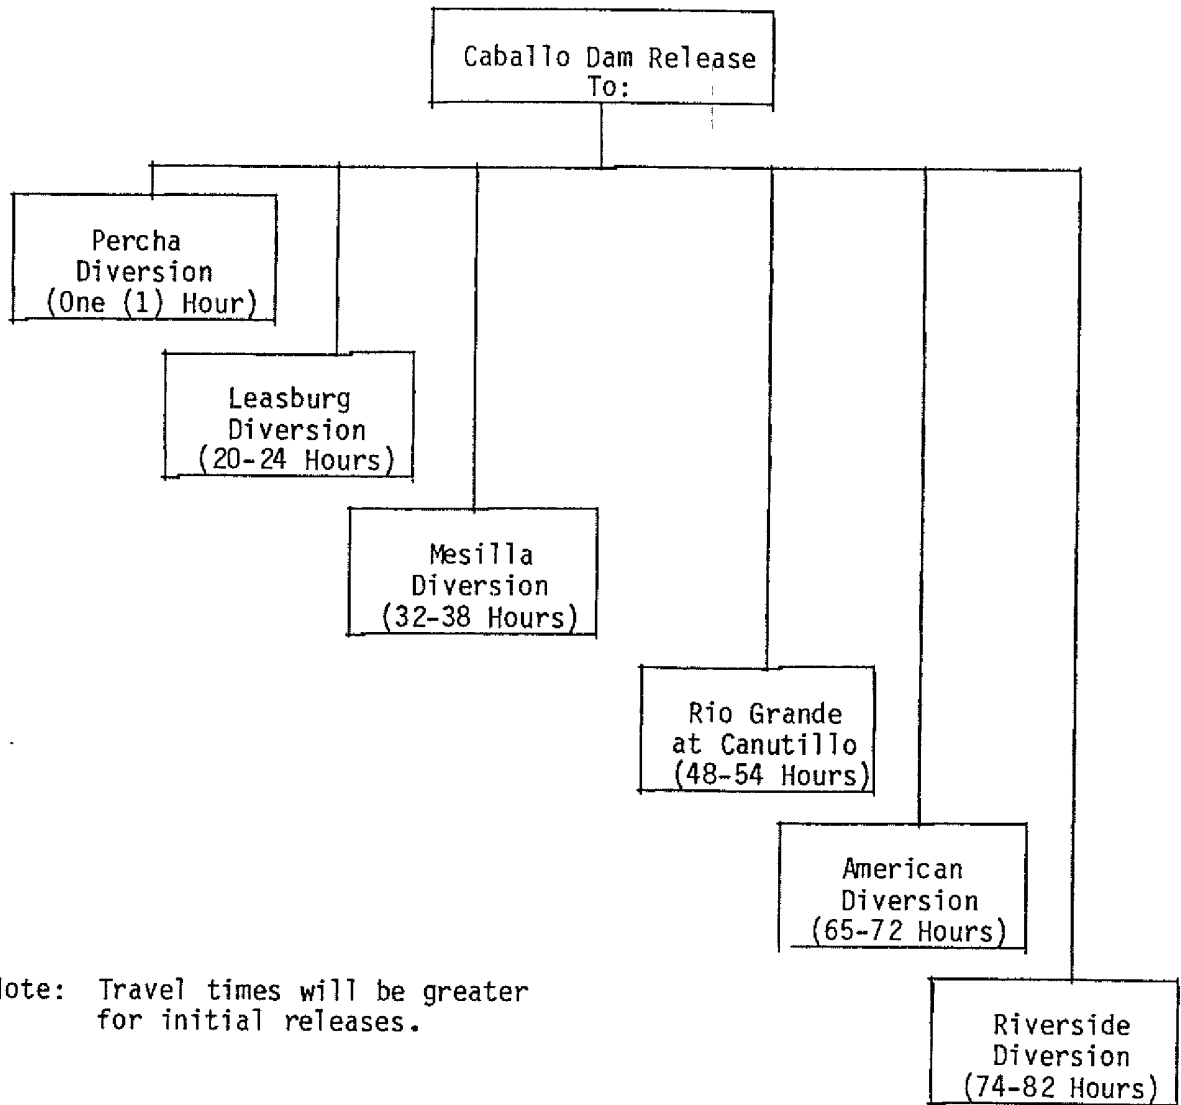 Caballo Dam Release
To:
Percha
Diversion
(One (1) Hour)
Leasburg
Diversion
(20-24 Hours)
Mesilla
Diversion
(32-38 Hours)
Rio Grande
at Canutillo
(48-54 Hours)
American
Diversion
(65-72 Hours)
Riverside
Diversion
(74-82 Hours)
ote: Travel times will be greater
for initial releases.